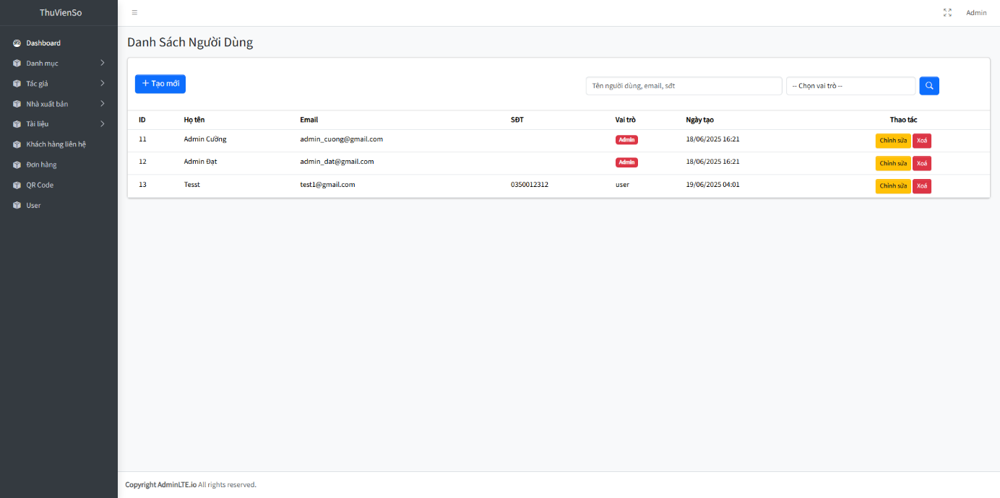 ThuVienSo
Admin
Dashboard
Danh mục
Tác giả
Nhà xuất bản
Tài liệu
Khách hàng liên hệ
Đơn hàng
QR Code
User
Danh Sách Người Dùng
+ Tạo mới
Tên người dùng, email, sđt
-- Chọn vai trò --
ID Họ tên Email SĐT Vai trò Ngày tạo Thao tác
11 Admin Cường admin_cuong@gmail.com Admin 18/06/2025 16:21 Chỉnh sửa Xoá
12 Admin Đạt admin_dat@gmail.com Admin 18/06/2025 16:21 Chỉnh sửa Xoá
13 Tesst test1@gmail.com 0350012312 user 19/06/2025 04:01 Chỉnh sửa Xoá
Copyright AdminLTE.io All rights reserved.